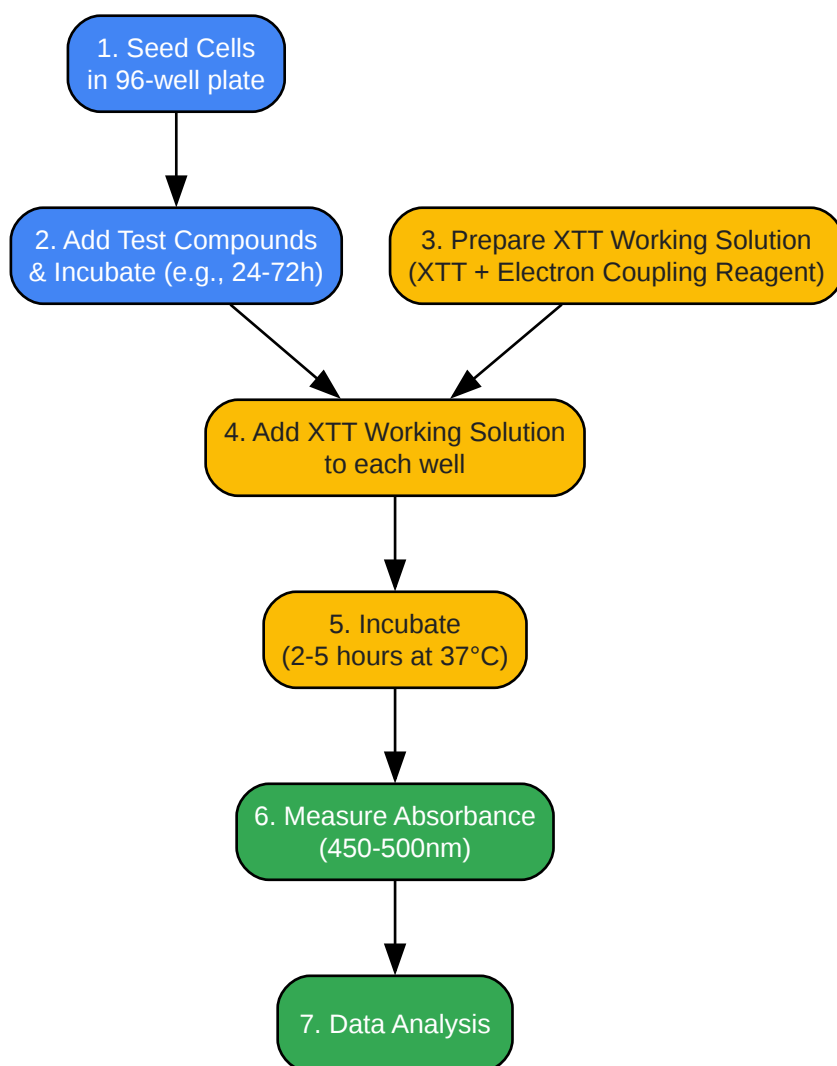 1. Seed Cells
in 96-well plate
2. Add Test Compounds
& Incubate (e.g., 24-72h)
3. Prepare XTT Working Solution
(XTT + Electron Coupling Reagent)
4. Add XTT Working Solution
to each well
5. Incubate
(2-5 hours at 37°C)
6. Measure Absorbance
(450-500nm)
7. Data Analysis